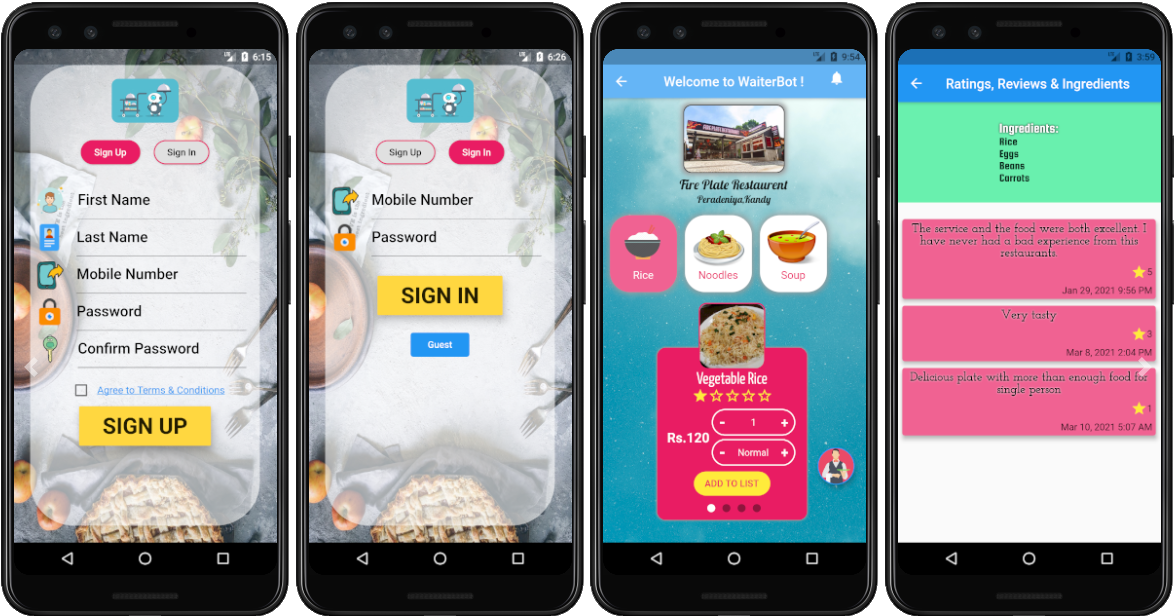 6:15
Sign Up
Sign In
First Name
Last Name
Mobile Number
Password
Confirm Password
Agree to Terms & Conditions
SIGN UP
6:26
Sign Up
Sign In
Mobile Number
Password
SIGN IN
Guest
9:54
Welcome to WaiterBot !
FIRE PLATE RESTAURENT
Fire Plate Restaurent
Peradeniya,Kandy
Rice
Noodles
Soup
Vegetable Rice
Rs.120
- 1 +
- Normal +
ADD TO LIST
3:59
Ratings, Reviews & Ingredients
Ingredients:
Rice
Eggs
Beans
Carrots
The service and the food were both excellent. I
have never had a bad experience from this
restaurants.
5
Jan 29, 2021 9:56 PM
Very tasty
3
Mar 8, 2021 2:04 PM
Delicious plate with more than enough food for
single person
1
Mar 10, 2021 5:07 AM